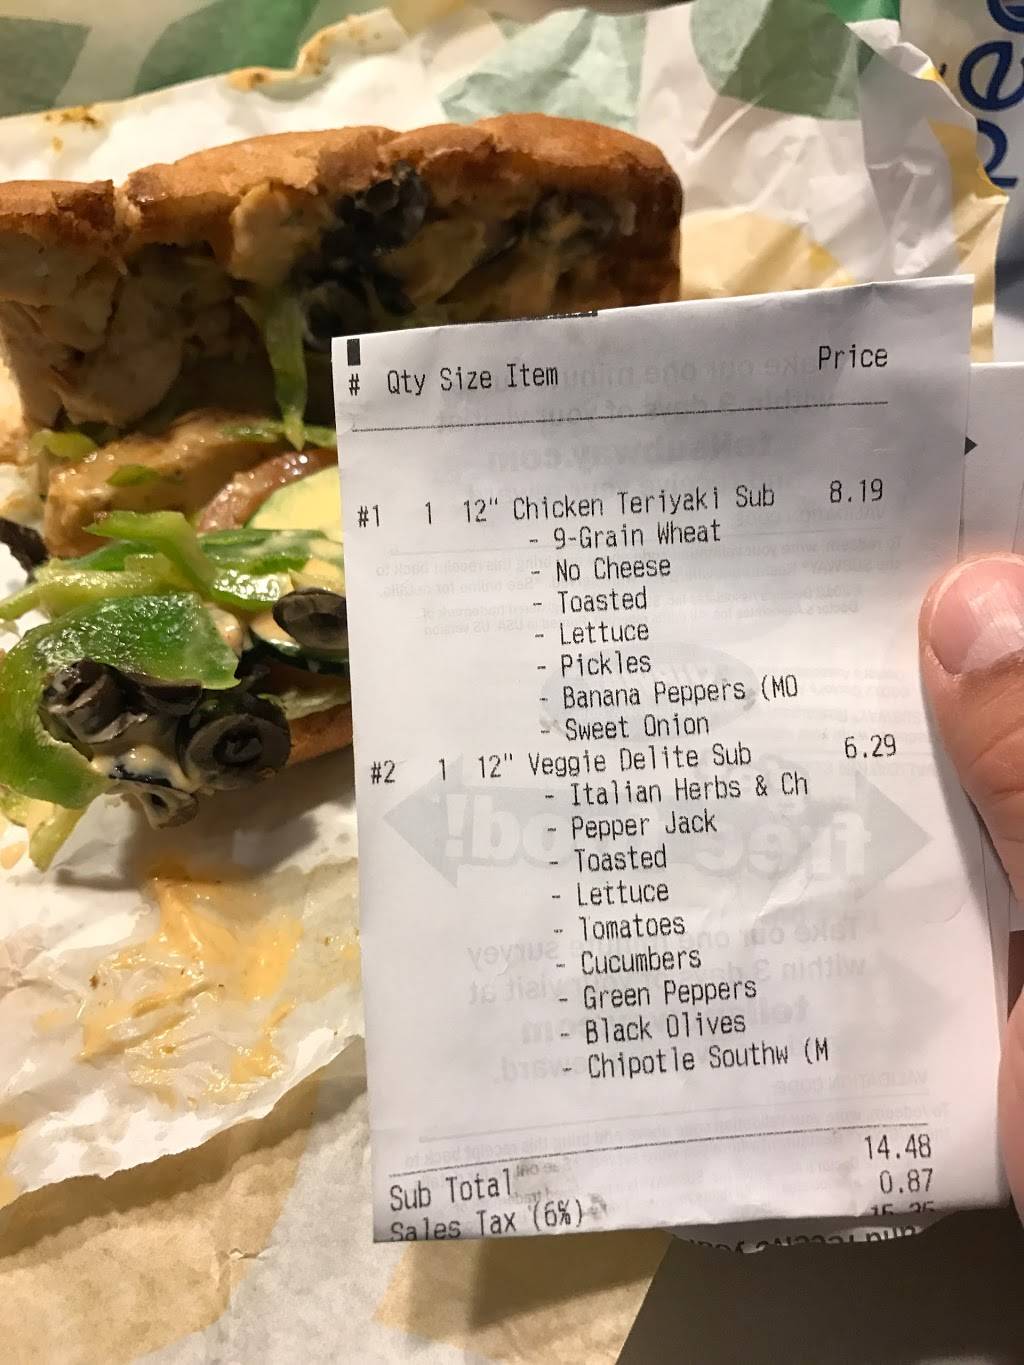 # Qty Size Item Price
#1 1 12" Chicken Teriyaki Sub 8.19
- 9-Grain Wheat
- No Cheese
- Toasted
- Lettuce
- Pickles
- Banana Peppers (MO
- Sweet Onion
#2 1 12" Veggie Delite Sub 6.29
- Italian Herbs & Ch
- Pepper Jack
- Toasted
- Lettuce
- Tomatoes
- Cucumbers
- Green Peppers
- Black Olives
- Chipotle Southw (M
Sub Total 14.48
Sales Tax (6%) 0.87